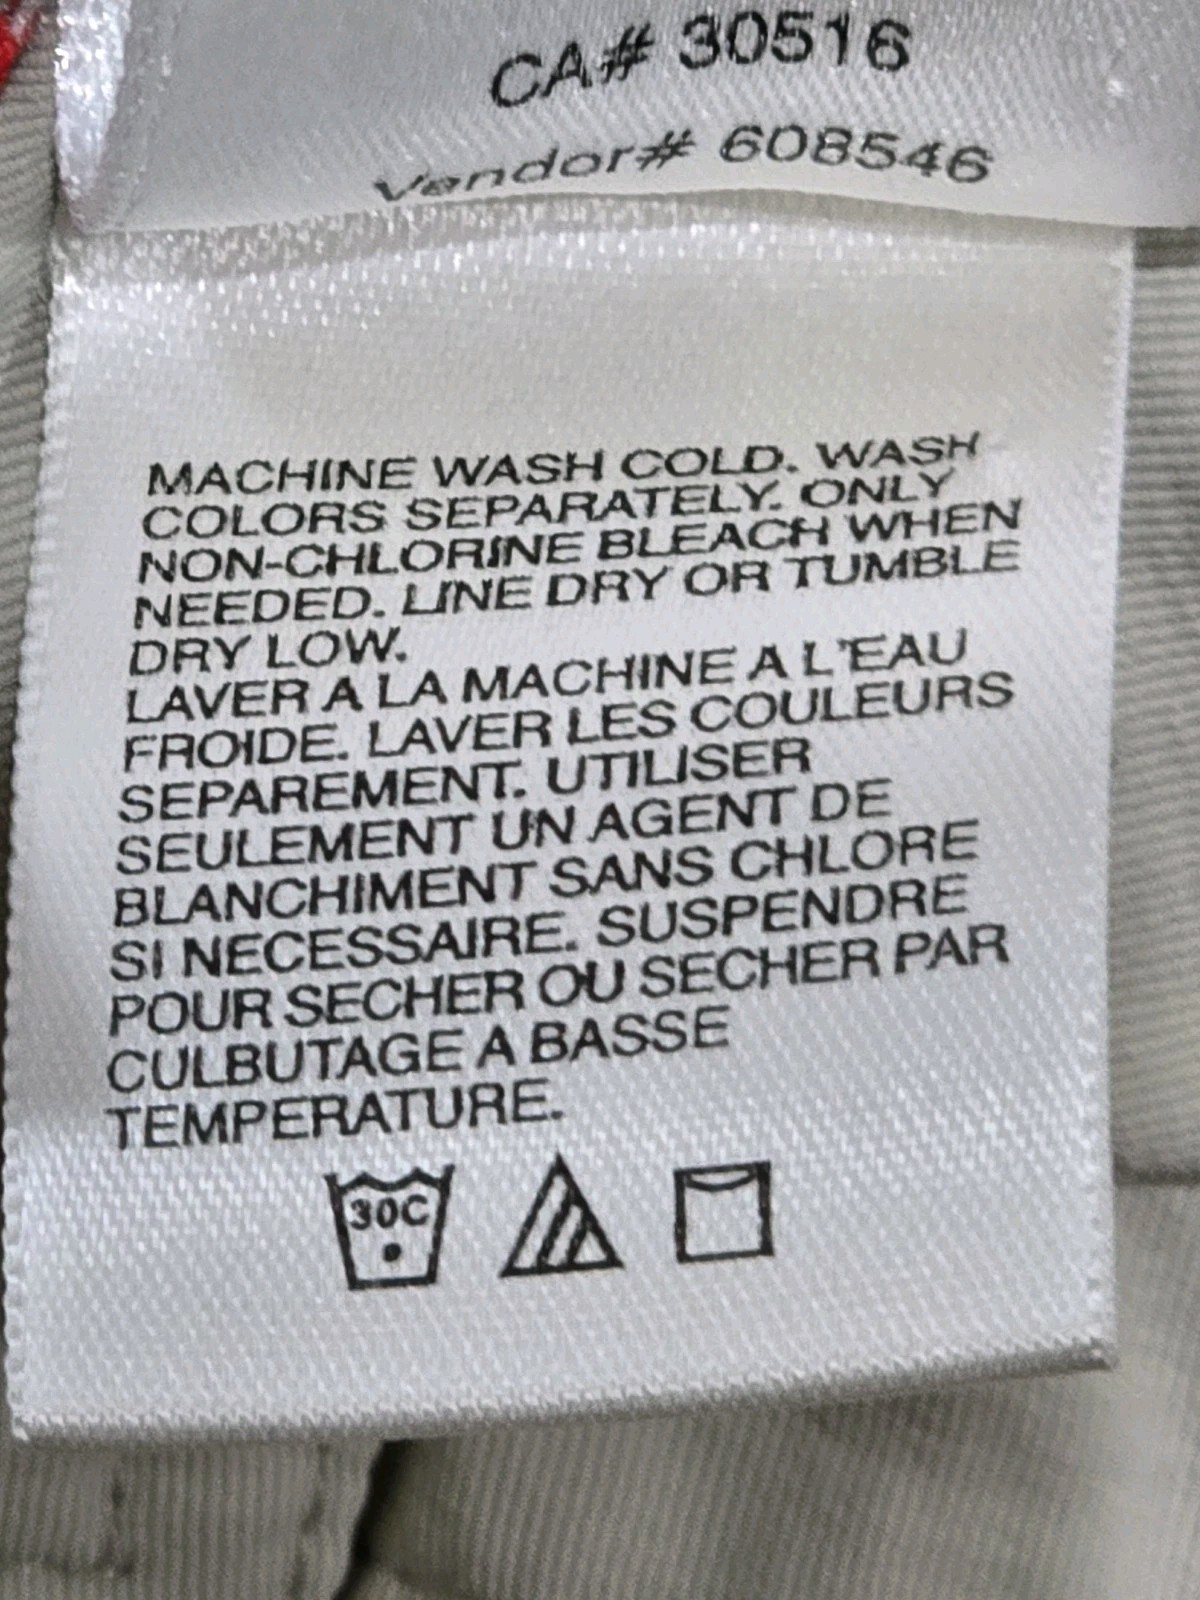 CA# 30516
Vendor# 608546
MACHINE WASH COLD. WASH
COLORS SEPARATELY. ONLY
NON-CHLORINE BLEACH WHEN
NEEDED. LINE DRY OR TUMBLE
DRY LOW.
LAVER A LA MACHINE A L'EAU
FROIDE. LAVER LES COULEURS
SEPAREMENT. UTILISER
SEULEMENT UN AGENT DE
BLANCHIMENT SANS CHLORE
SI NECESSAIRE. SUSPENDRE
POUR SECHER OU SECHER PAR
CULBUTAGE A BASSE
TEMPERATURE.
30C